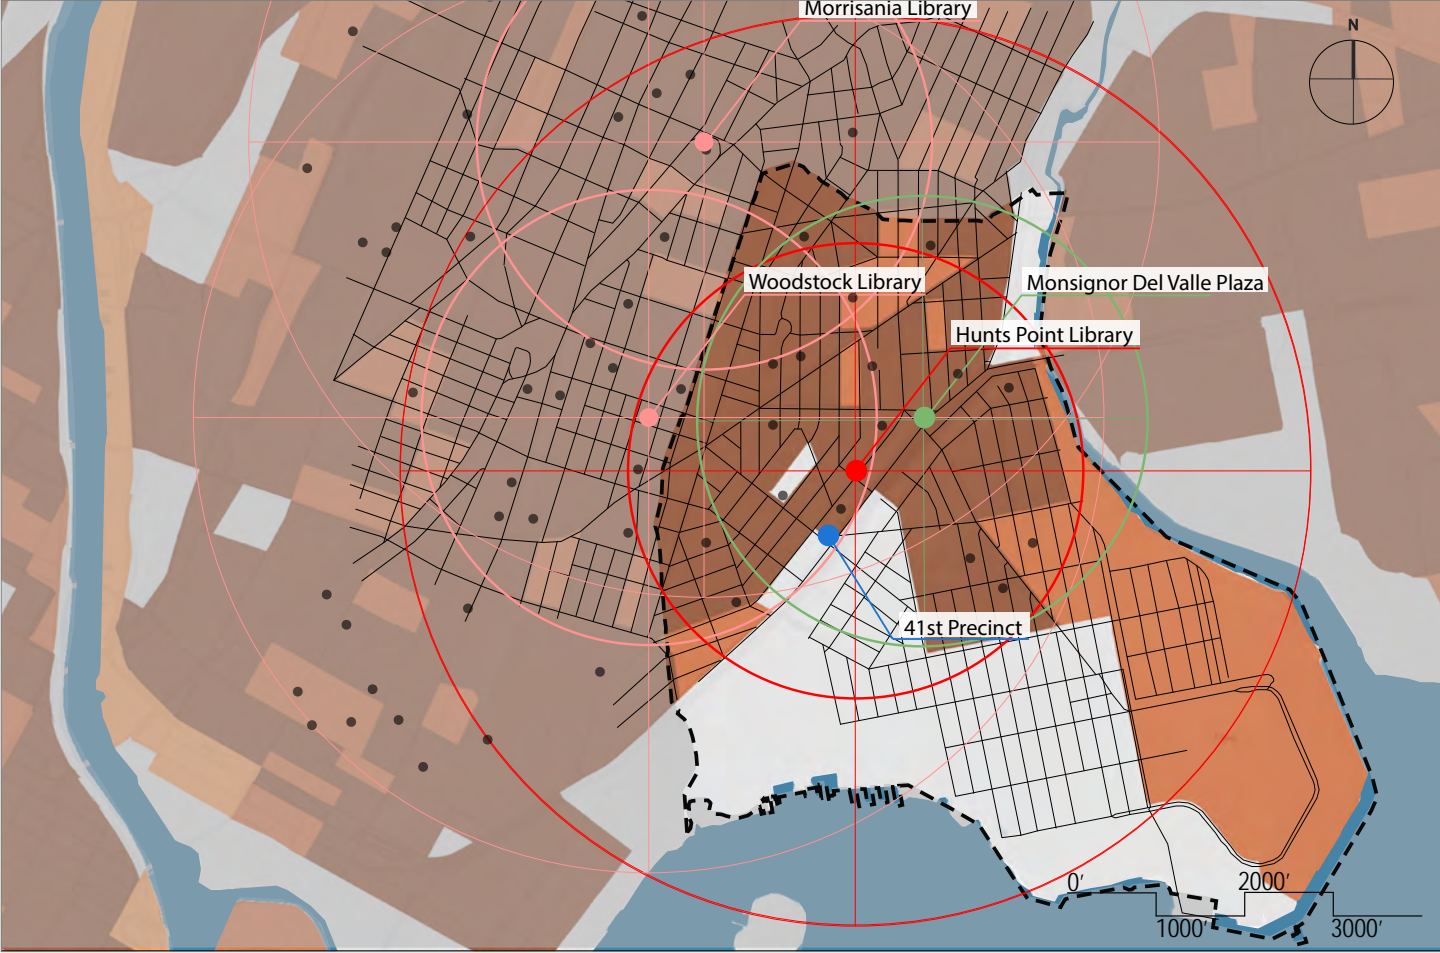 Morrisania Library
N
Woodstock Library
Monsignor Del Valle Plaza
Hunts Point Library
41st Precinct
0'
2000'
1000'
3000'